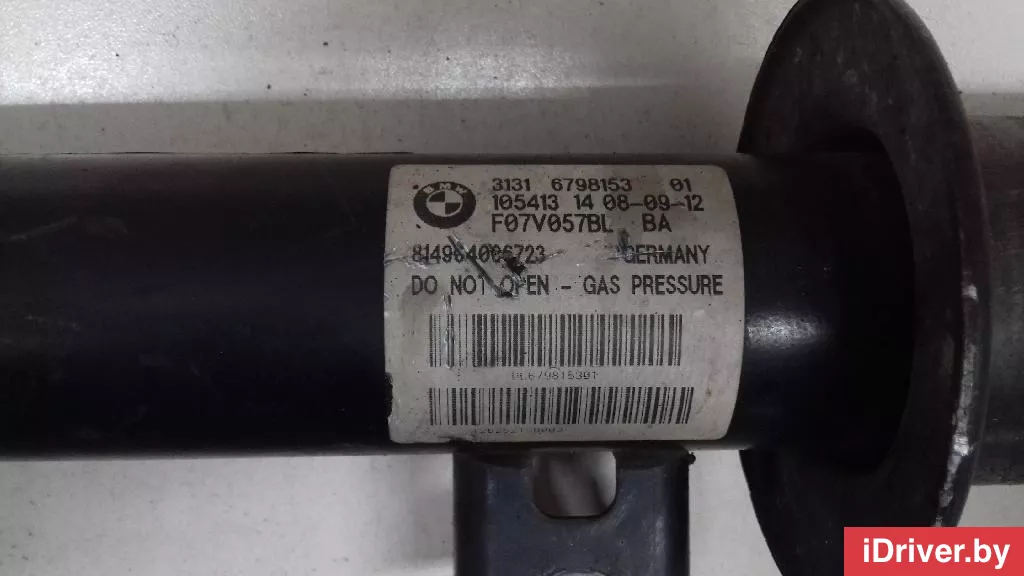 BMW
3131 6798153 01
105413 14 08-09-12
F07V057BL BA
GERMANY
DO NOT OPEN - GAS PRESSURE
iDriver.by